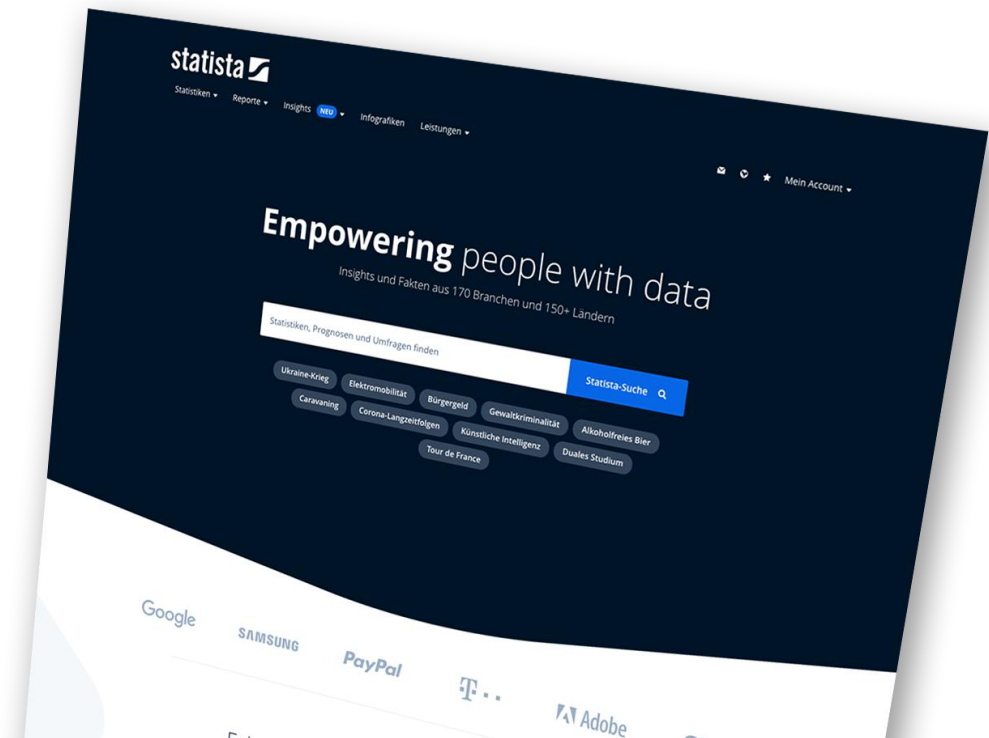 statista
Statistiken Reporte Insights NEU Infografiken Leistungen
Mein Account
Empowering people with data
Insights und Fakten aus 170 Branchen und 150+ Ländern
Statistiken, Prognosen und Umfragen finden
Statista-Suche
Ukraine-Krieg Elektromobilität Bürgergeld Gewaltkriminalität Alkoholfreies Bier
Caravaning Corona-Langzeitfolgen Künstliche Intelligenz Duales Studium
Tour de France
Google SAMSUNG PayPal T Adobe